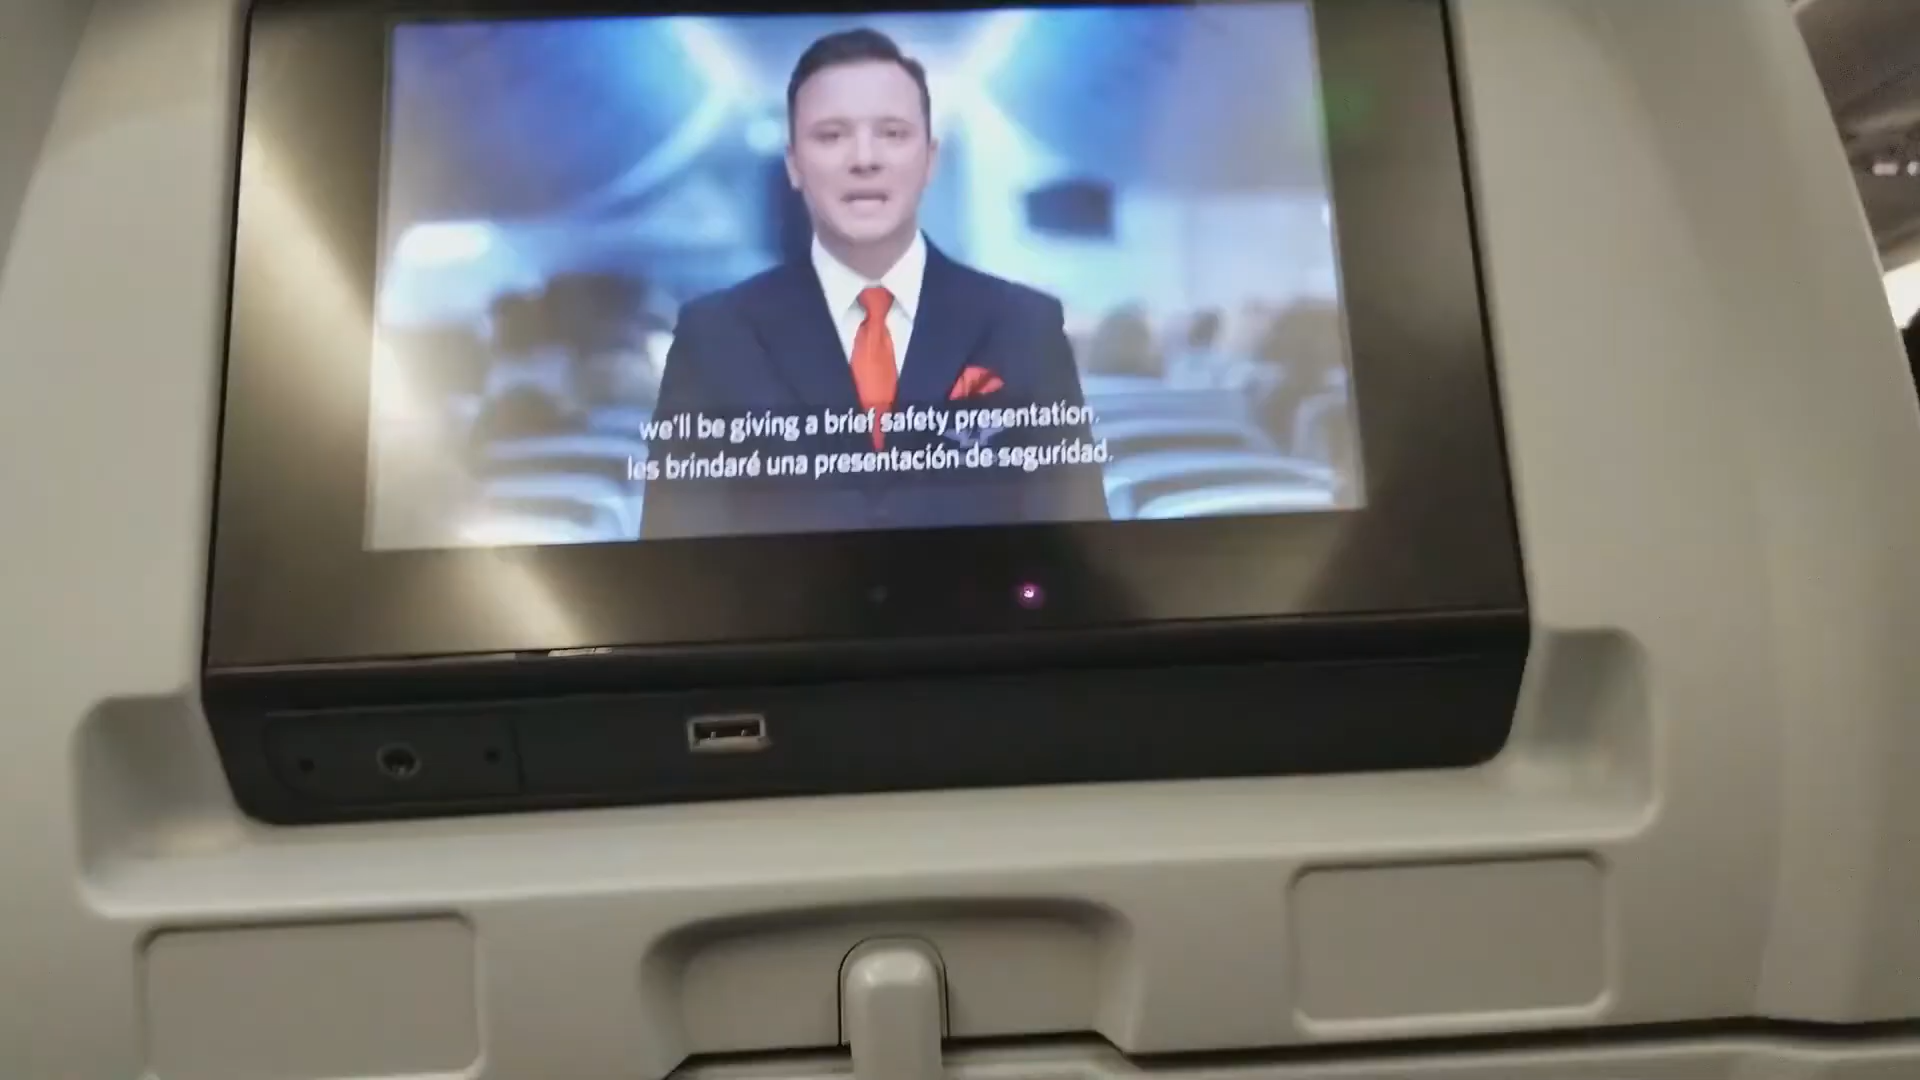 we'll be giving a brief safety presentation.
les brindaré una presentación de seguridad.